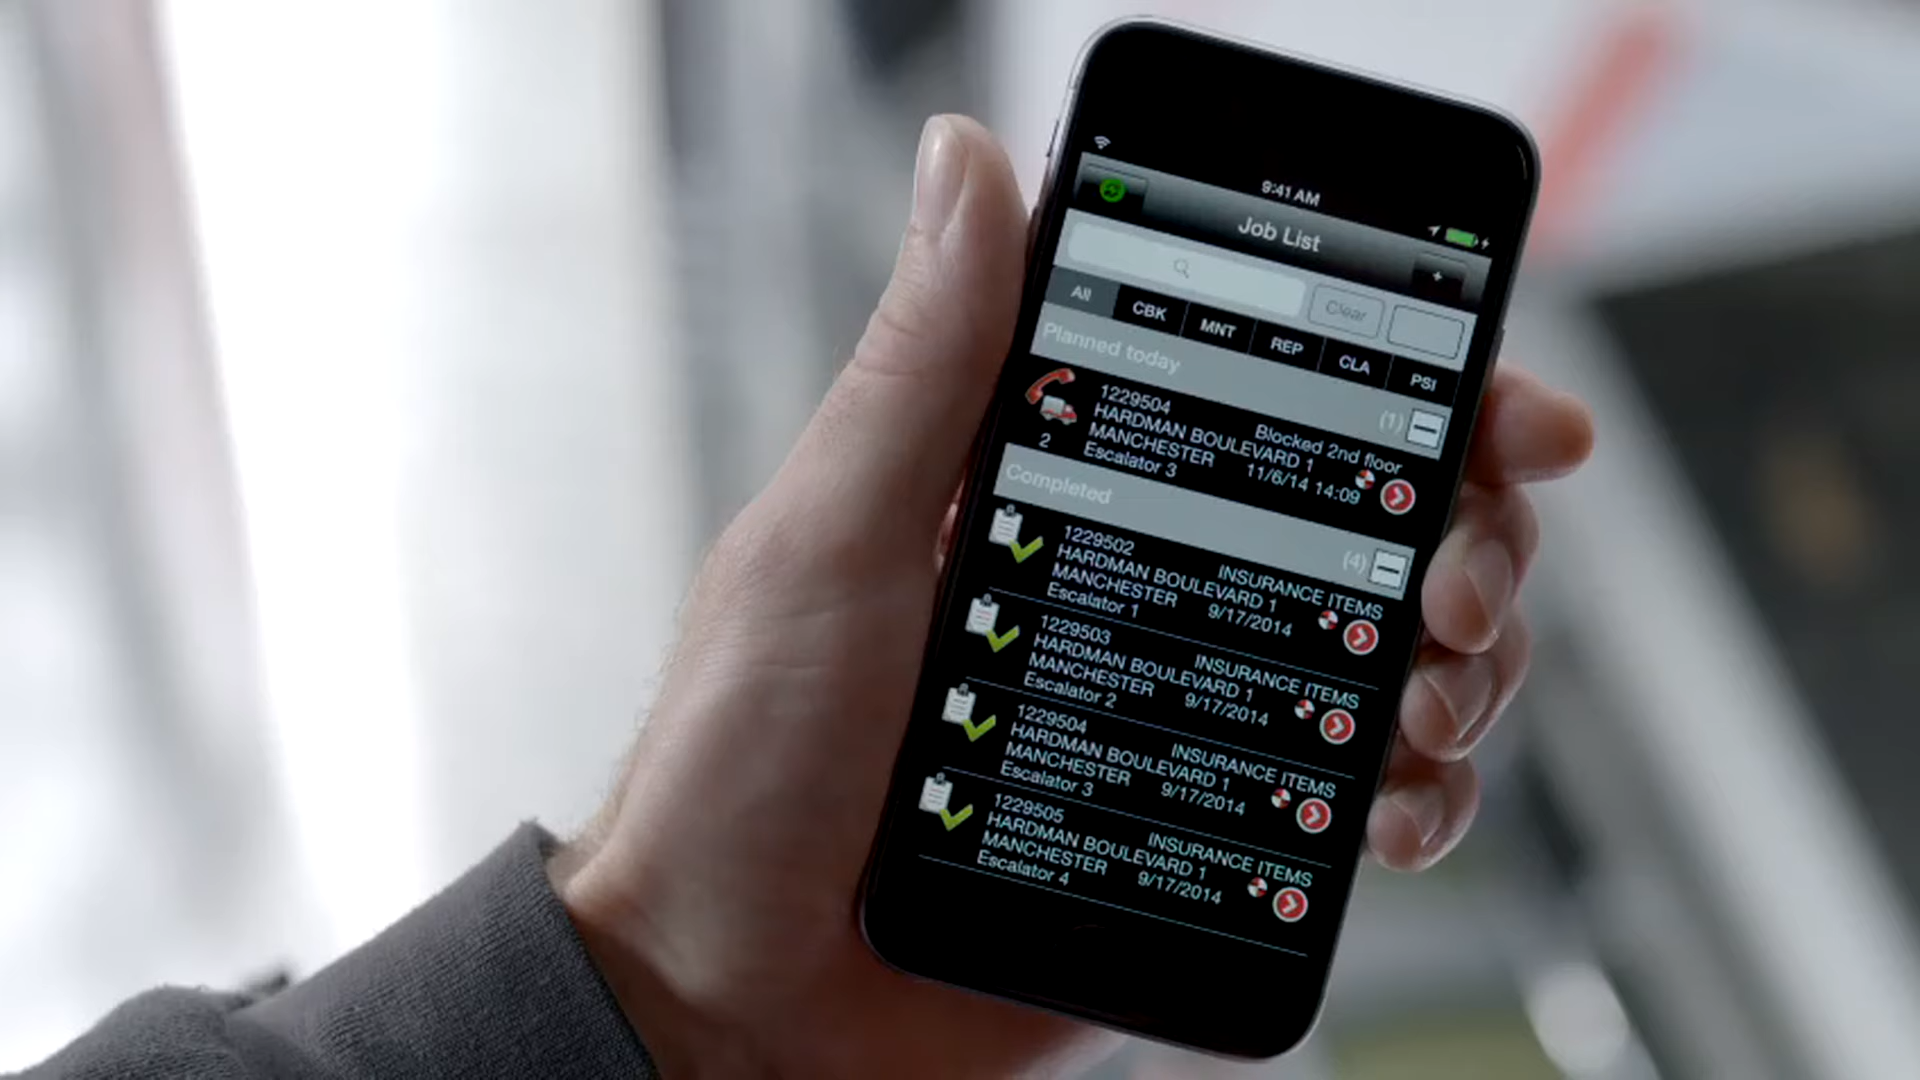 9:41 AM
Job List
+
Clear
All CBK MNT REP CLA PSI
Planned today (1)
1229504 Blocked 2nd floor
HARDMAN BOULEVARD 1
MANCHESTER 11/6/14 14:09
2 Escalator 3
Completed (4)
1229502 INSURANCE ITEMS
HARDMAN BOULEVARD 1
MANCHESTER 9/17/2014
Escalator 1
1229503 INSURANCE ITEMS
HARDMAN BOULEVARD 1
MANCHESTER 9/17/2014
Escalator 2
1229504 INSURANCE ITEMS
HARDMAN BOULEVARD 1
MANCHESTER 9/17/2014
Escalator 3
1229505 INSURANCE ITEMS
HARDMAN BOULEVARD 1
MANCHESTER 9/17/2014
Escalator 4